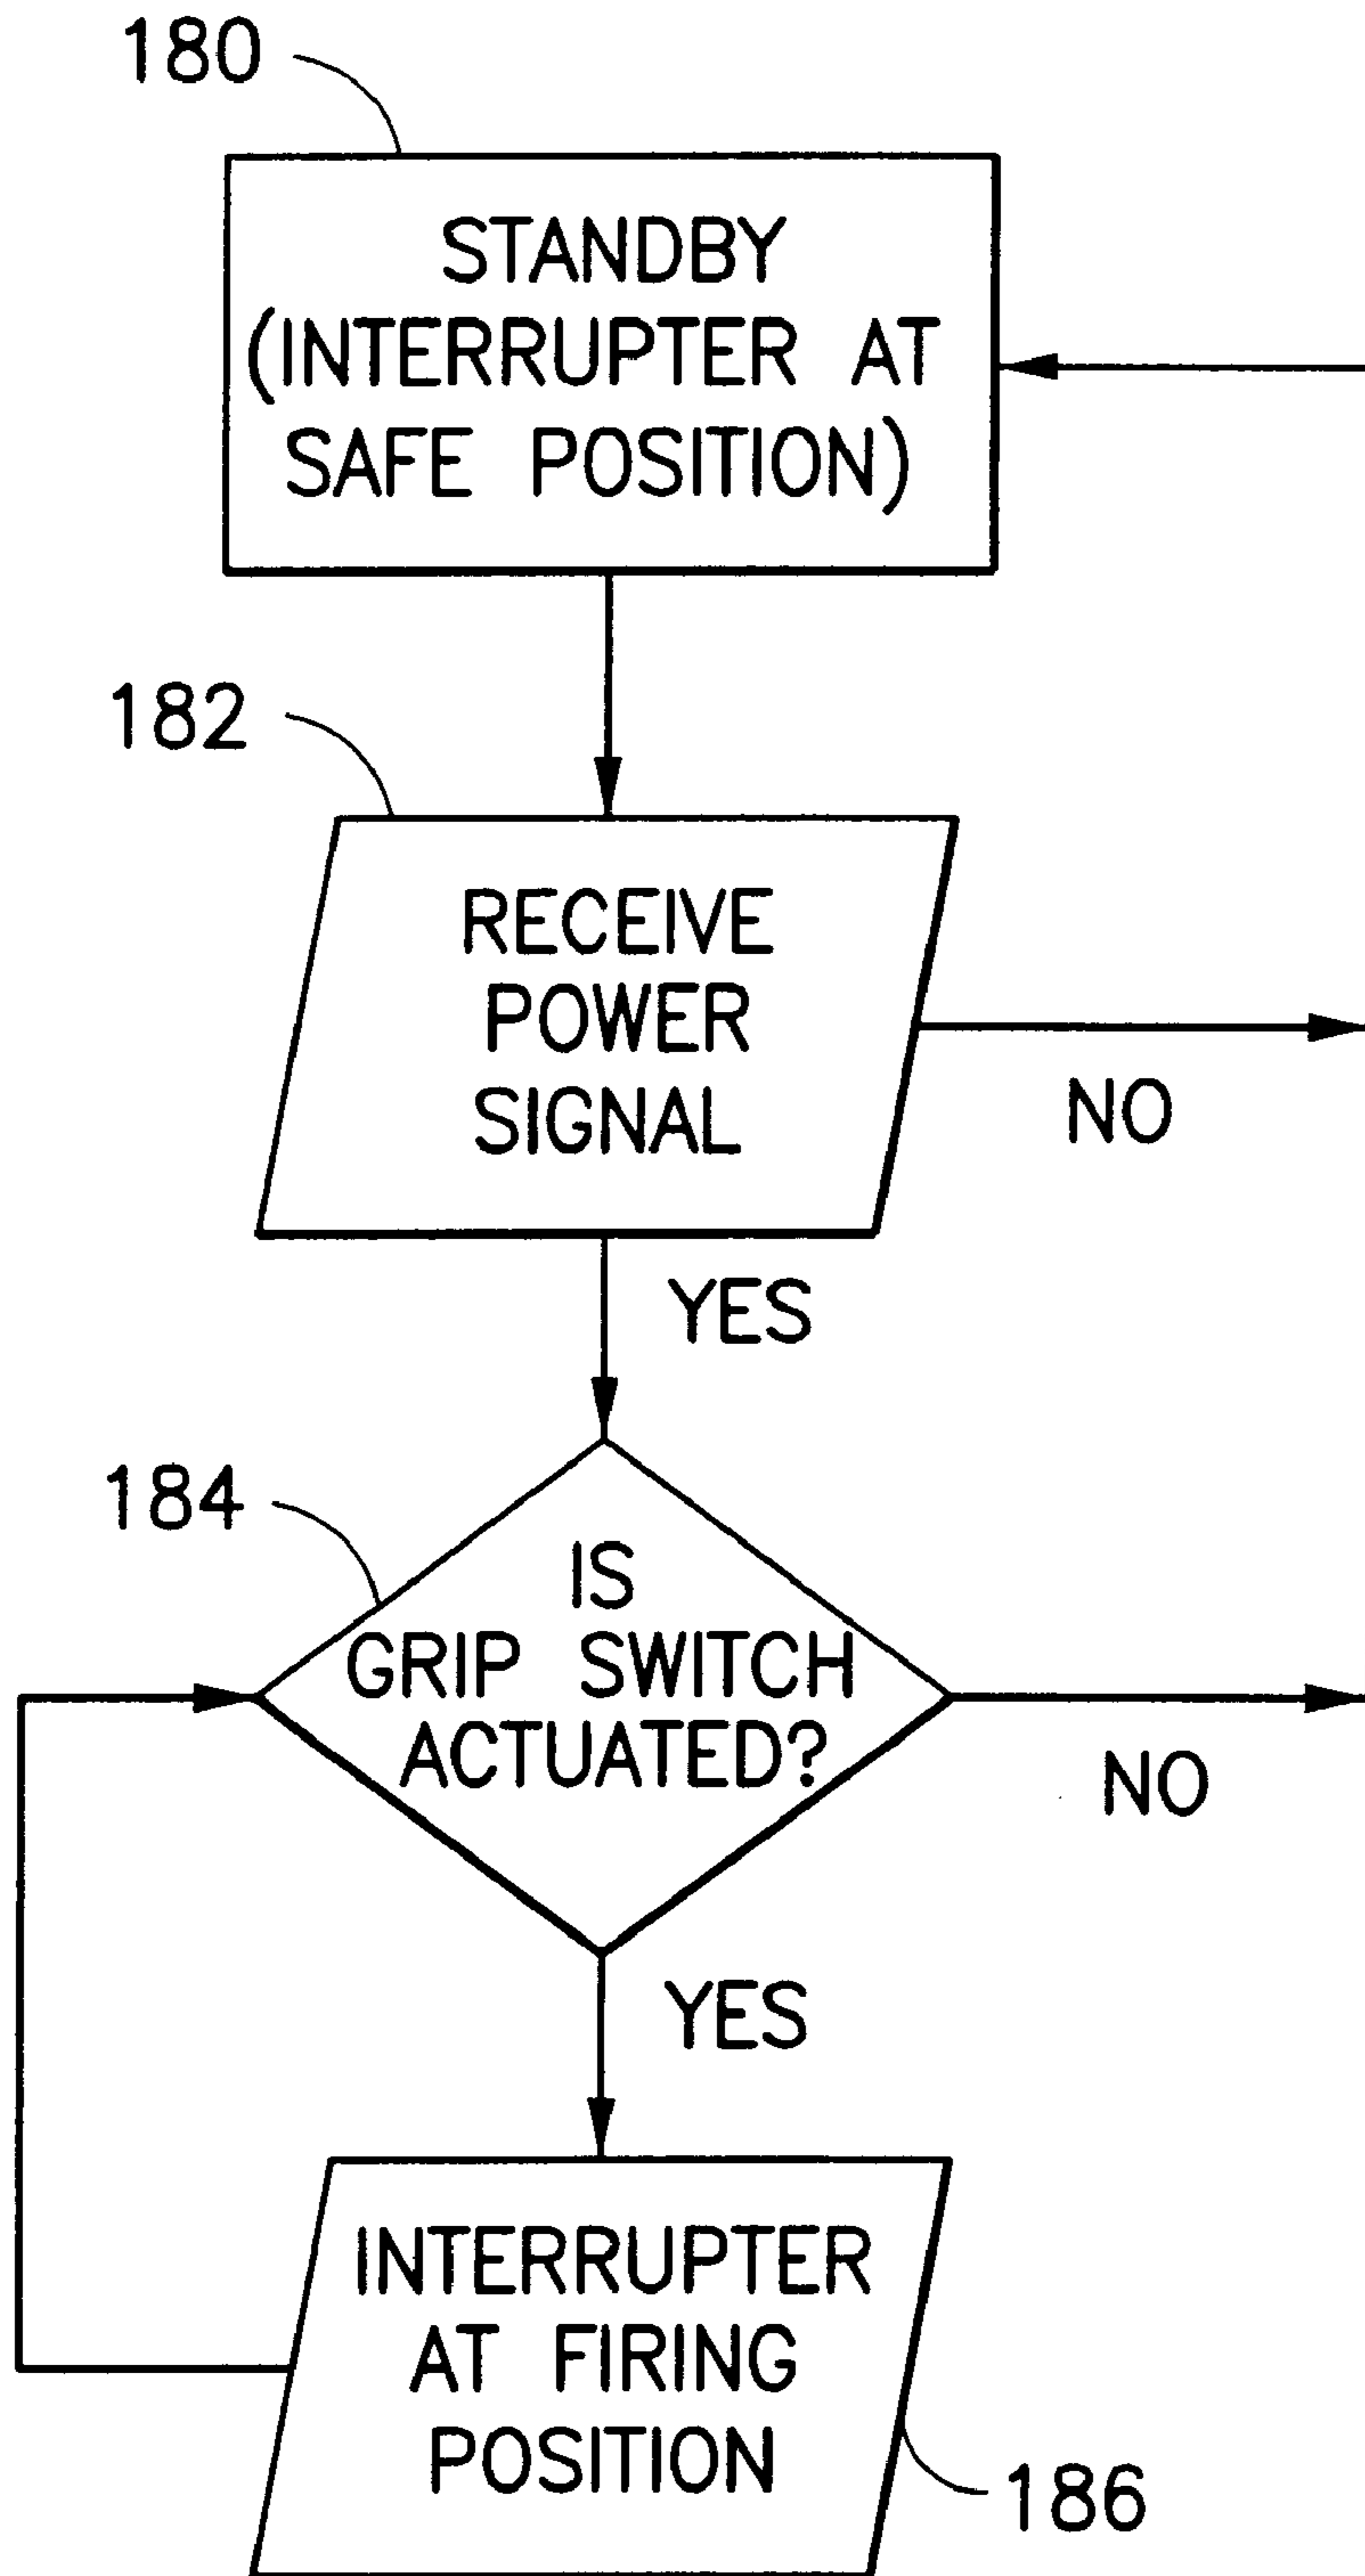 180
STANDBY
(INTERRUPTER AT
SAFE POSITION)
182
RECEIVE
POWER
SIGNAL
NO
YES
184
IS
GRIP SWITCH
ACTUATED?
NO
YES
INTERRUPTER
AT FIRING
POSITION
186